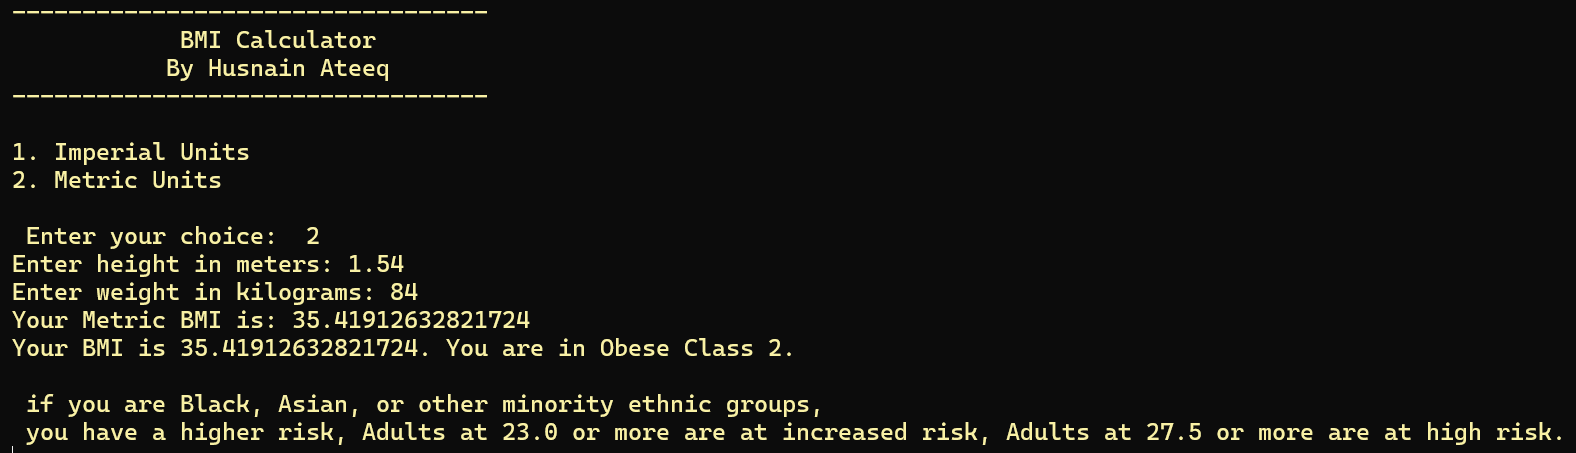 ----------------------------------
BMI Calculator
By Husnain Ateeq
----------------------------------
1. Imperial Units
2. Metric Units
Enter your choice:  2
Enter height in meters: 1.54
Enter weight in kilograms: 84
Your Metric BMI is: 35.41912632821724
Your BMI is 35.41912632821724. You are in Obese Class 2.
if you are Black, Asian, or other minority ethnic groups,
you have a higher risk, Adults at 23.0 or more are at increased risk, Adults at 27.5 or more are at high risk.